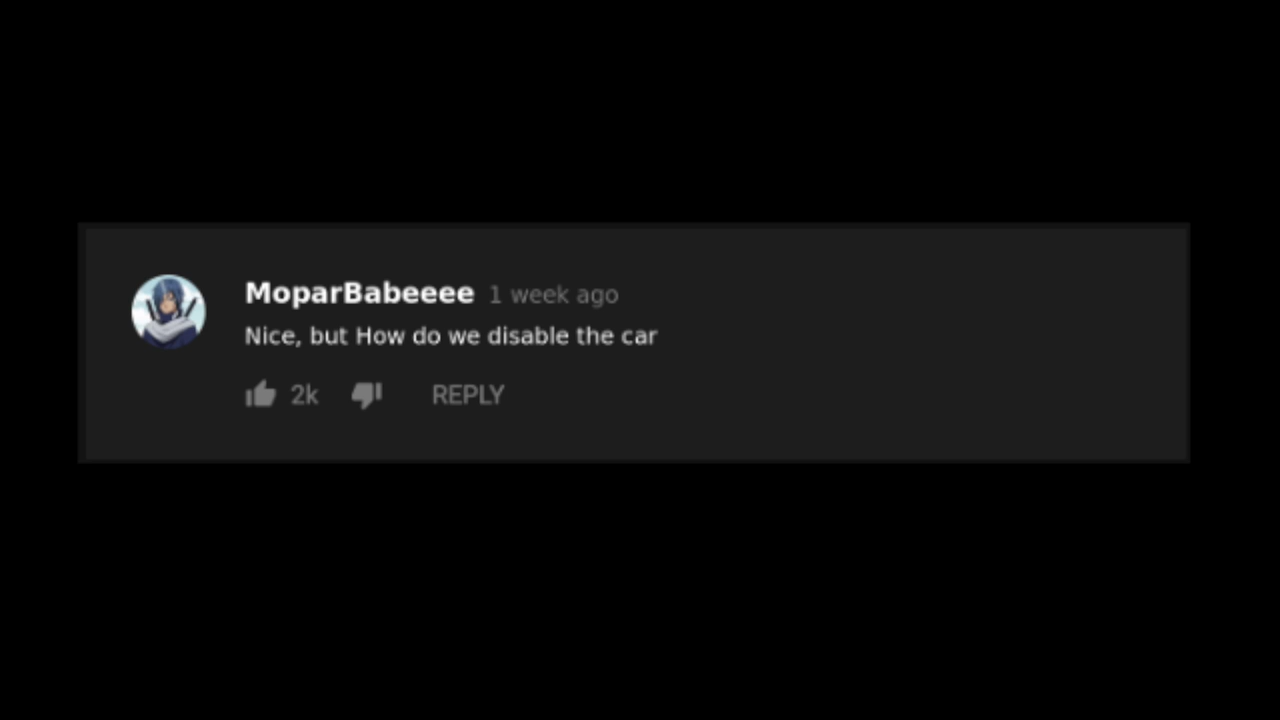 MoparBabeeee 1 week ago
Nice, but How do we disable the car
2k REPLY